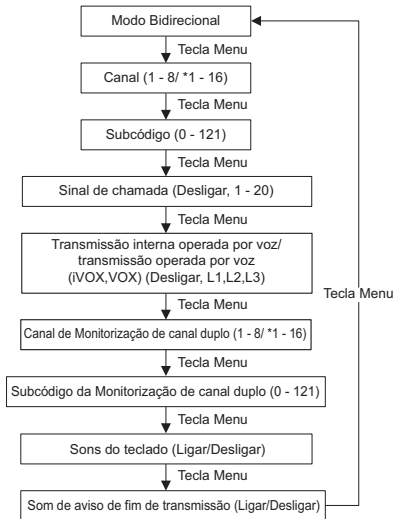 Modo Bidirecional
Tecla Menu
Canal (1 - 8/ *1 - 16)
Tecla Menu
Subcódigo (0 - 121)
Tecla Menu
Sinal de chamada (Desligar, 1 - 20)
Tecla Menu
Transmissão interna operada por voz/
transmissão operada por voz
(iVOX,VOX) (Desligar, L1,L2,L3)
Tecla Menu
Tecla Menu
Canal de Monitorização de canal duplo (1 - 8/ *1 - 16)
Tecla Menu
Subcódigo da Monitorização de canal duplo (0 - 121)
Tecla Menu
Sons do teclado (Ligar/Desligar)
Tecla Menu
Som de aviso de fim de transmissão (Ligar/Desligar)